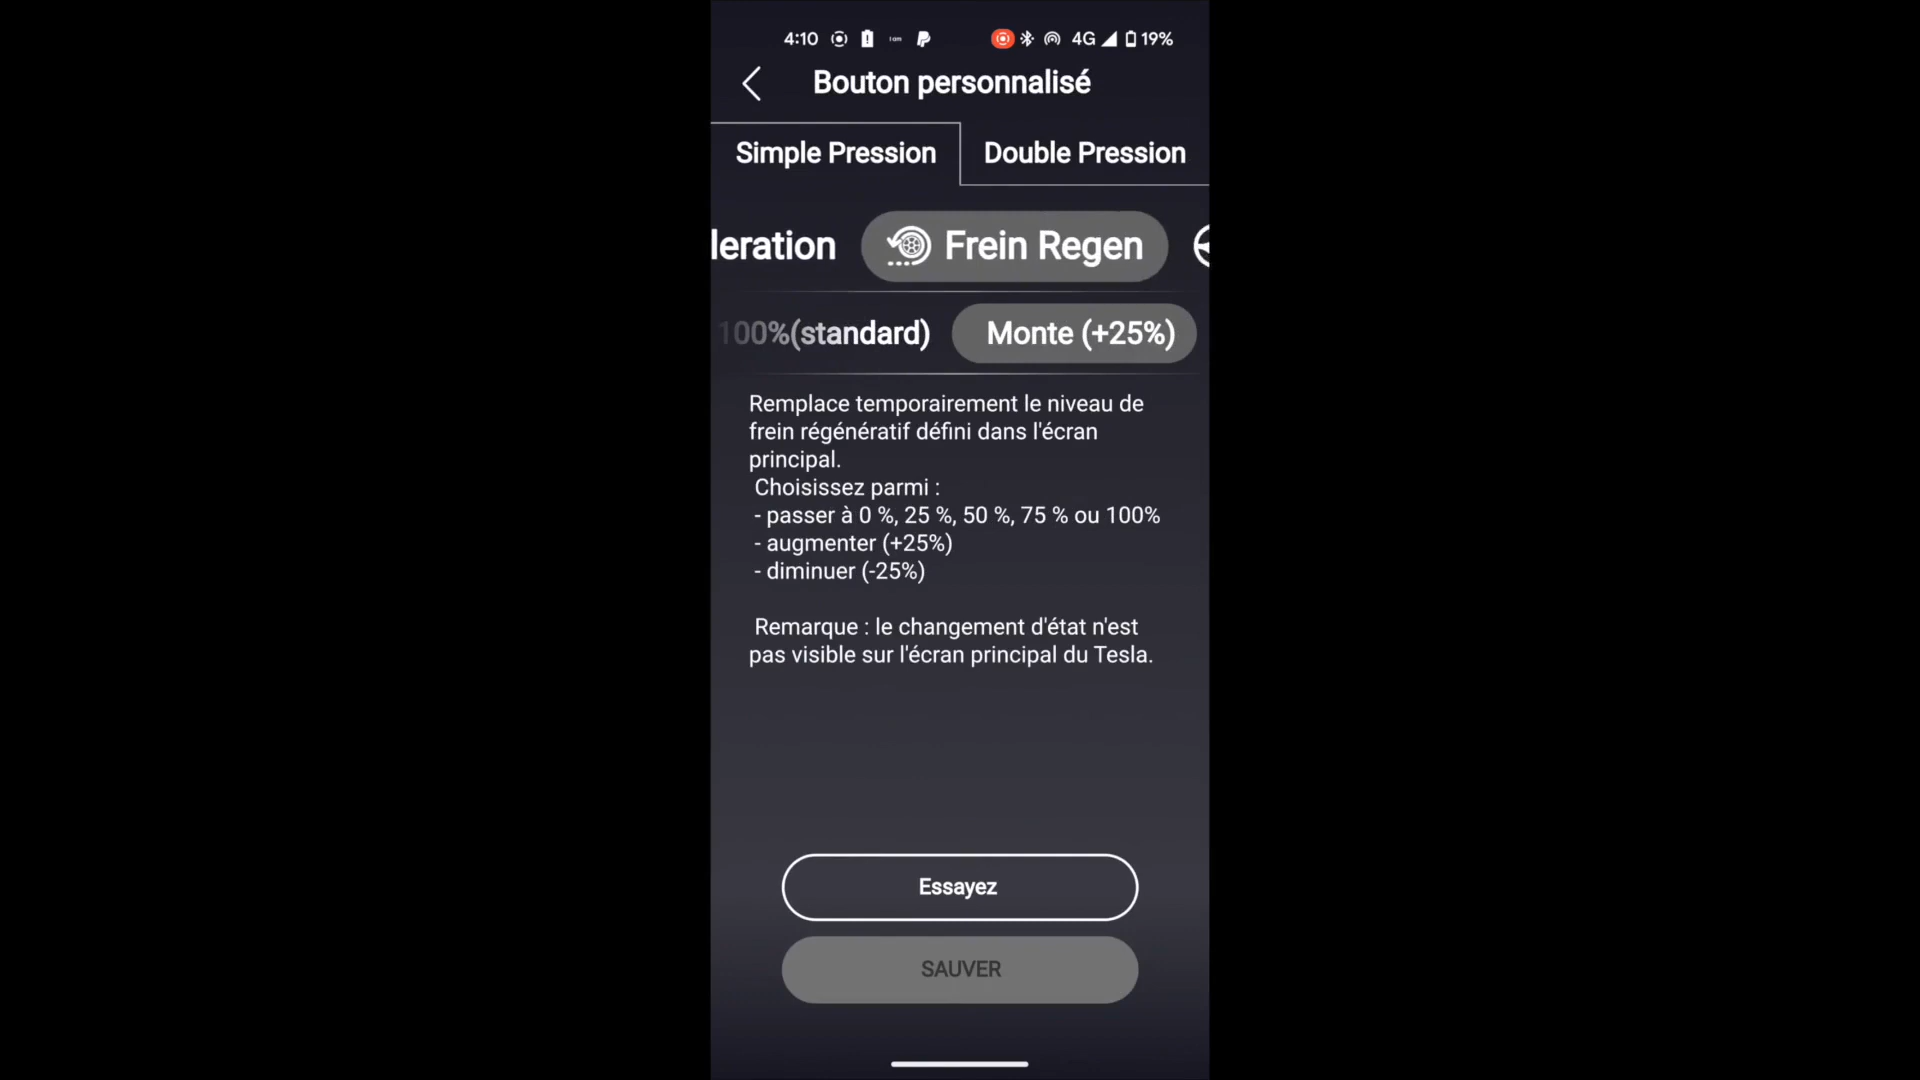 4:10 4G 19%
Bouton personnalisé
Simple Pression Double Pression
leration Frein Regen
100%(standard) Monte (+25%)
Remplace temporairement le niveau de
frein régénératif défini dans l'écran
principal.
Choisissez parmi :
- passer à 0 %, 25 %, 50 %, 75 % ou 100%
- augmenter (+25%)
- diminuer (-25%)
Remarque : le changement d'état n'est
pas visible sur l'écran principal du Tesla.
Essayez
SAUVER